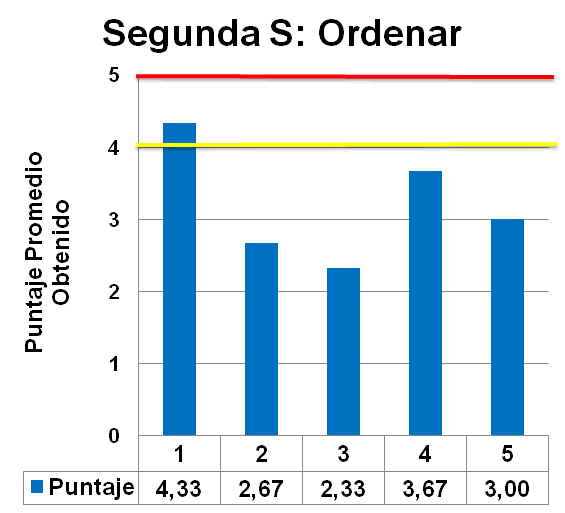 Segunda S: Ordenar
Puntaje Promedio
Obtenido
5
4
3
2
1
0
1 2 3 4 5
Puntaje 4,33 2,67 2,33 3,67 3,00